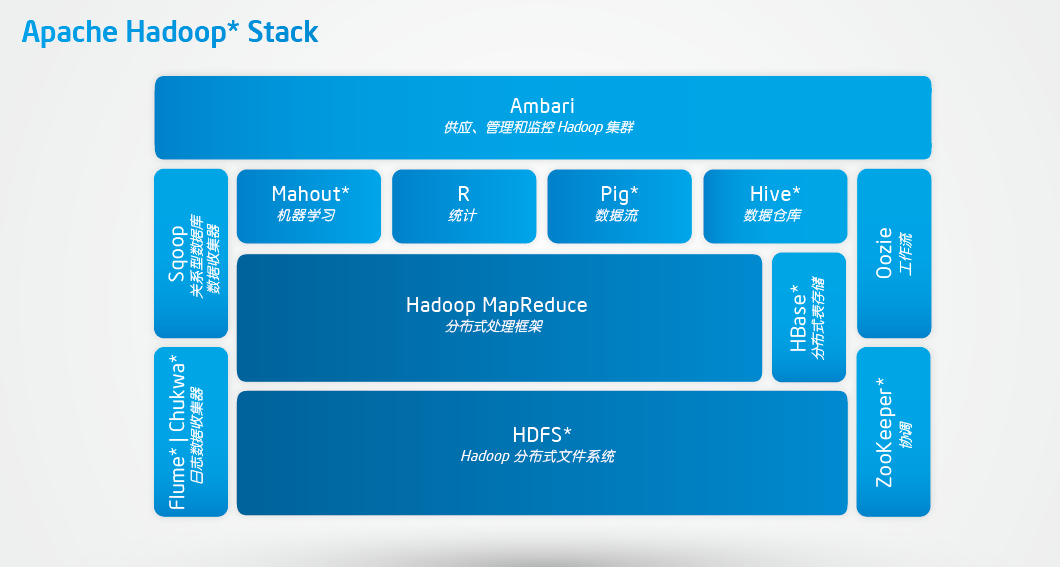 Apache Hadoop* Stack
Ambari
供应、管理和监控 Hadoop 集群
Sqoop
关系型数据库
数据收集器
Mahout*
机器学习
R
统计
Pig*
数据流
Hive*
数据仓库
Oozie
工作流
Hadoop MapReduce
分布式处理框架
HBase*
分布式表存储
Flume* | Chukwa*
日志数据收集器
HDFS*
Hadoop 分布式文件系统
ZooKeeper*
协调